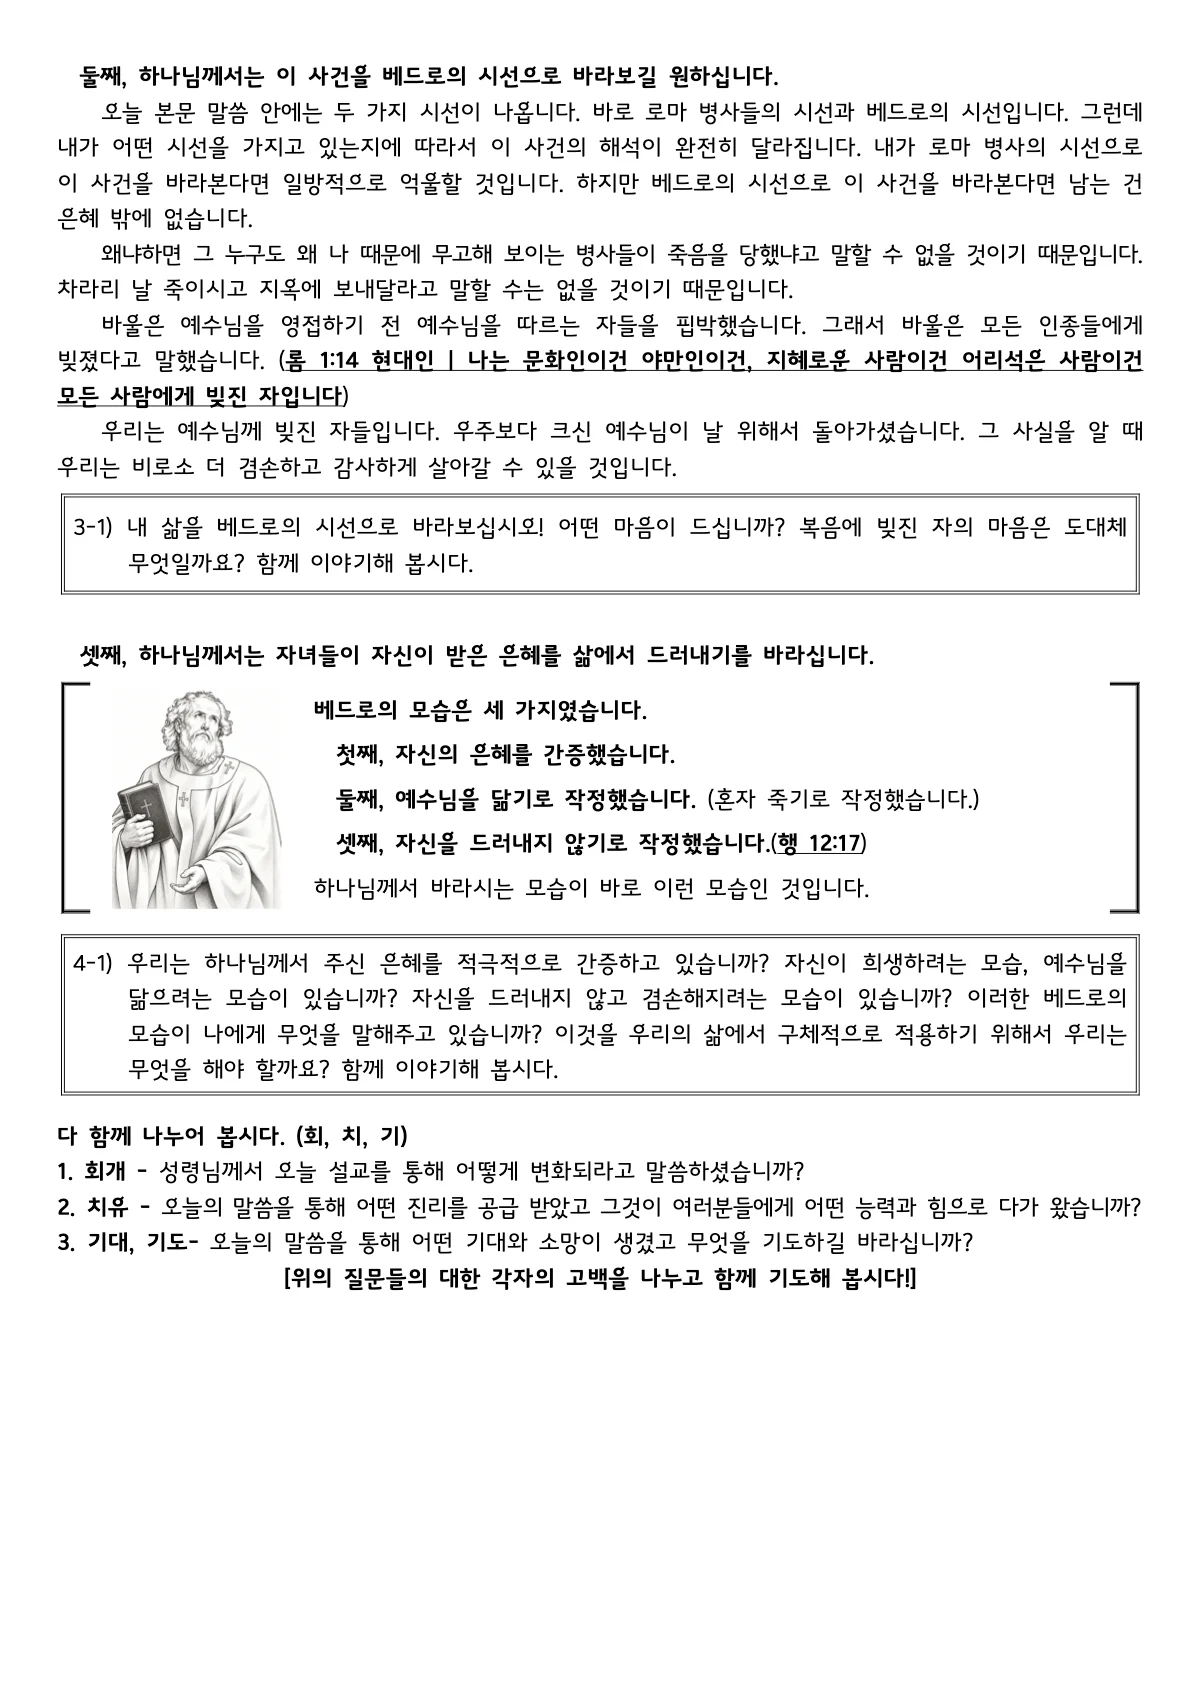 둘째, 하나님께서는 이 사건을 베드로의 시선으로 바라보길 원하십니다.
오늘 본문 말씀 안에는 두 가지 시선이 나옵니다. 바로 로마 병사들의 시선과 베드로의 시선입니다. 그런데
내가 어떤 시선을 가지고 있는지에 따라서 이 사건의 해석이 완전히 달라집니다. 내가 로마 병사의 시선으로
이 사건을 바라본다면 일방적으로 억울할 것입니다. 하지만 베드로의 시선으로 이 사건을 바라본다면 남는 건
은혜 밖에 없습니다.
왜냐하면 그 누구도 왜 나 때문에 무고해 보이는 병사들이 죽음을 당했냐고 말할 수 없을 것이기 때문입니다.
차라리 날 죽이시고 지옥에 보내달라고 말할 수는 없을 것이기 때문입니다.
바울은 예수님을 영접하기 전 예수님을 따르는 자들을 핍박했습니다. 그래서 바울은 모든 인종들에게
빚졌다고 말했습니다. (롬 1:14 현대인 | 나는 문화인이건 야만인이건, 지혜로운 사람이건 어리석은 사람이건
모든 사람에게 빚진 자입니다)
우리는 예수님께 빚진 자들입니다. 우주보다 크신 예수님이 날 위해서 돌아가셨습니다. 그 사실을 알 때
우리는 비로소 더 겸손하고 감사하게 살아갈 수 있을 것입니다.
3-1) 내 삶을 베드로의 시선으로 바라보십시오! 어떤 마음이 드십니까? 복음에 빚진 자의 마음은 도대체
무엇일까요? 함께 이야기해 봅시다.
셋째, 하나님께서는 자녀들이 자신이 받은 은혜를 삶에서 드러내기를 바라십니다.
베드로의 모습은 세 가지였습니다.
첫째, 자신의 은혜를 간증했습니다.
둘째, 예수님을 닮기로 작정했습니다. (혼자 죽기로 작정했습니다.)
셋째, 자신을 드러내지 않기로 작정했습니다.(행 12:17)
하나님께서 바라시는 모습이 바로 이런 모습인 것입니다.
4-1) 우리는 하나님께서 주신 은혜를 적극적으로 간증하고 있습니까? 자신이 희생하려는 모습, 예수님을
닮으려는 모습이 있습니까? 자신을 드러내지 않고 겸손해지려는 모습이 있습니까? 이러한 베드로의
모습이 나에게 무엇을 말해주고 있습니까? 이것을 우리의 삶에서 구체적으로 적용하기 위해서 우리는
무엇을 해야 할까요? 함께 이야기해 봅시다.
다 함께 나누어 봅시다. (회, 치, 기)
1. 회개 - 성령님께서 오늘 설교를 통해 어떻게 변화되라고 말씀하셨습니까?
2. 치유 - 오늘의 말씀을 통해 어떤 진리를 공급 받았고 그것이 여러분들에게 어떤 능력과 힘으로 다가 왔습니까?
3. 기대, 기도- 오늘의 말씀을 통해 어떤 기대와 소망이 생겼고 무엇을 기도하길 바라십니까?
[위의 질문들의 대한 각자의 고백을 나누고 함께 기도해 봅시다!]